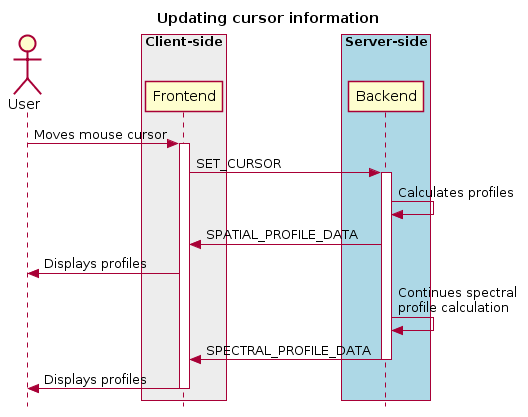 Updating cursor information
Client-side
Server-side
User
Frontend
Backend
Moves mouse cursor
SET_CURSOR
Calculates profiles
SPATIAL_PROFILE_DATA
Displays profiles
Continues spectral
profile calculation
SPECTRAL_PROFILE_DATA
Displays profiles